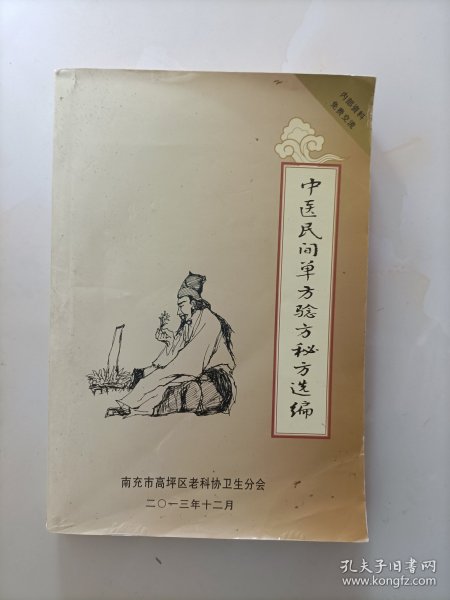 内部资料
免费交流
中医民间单方验方秘方选编
南充市高坪区老科协卫生分会
二〇一三年十二月
孔夫子旧书网
www.kongfz.com